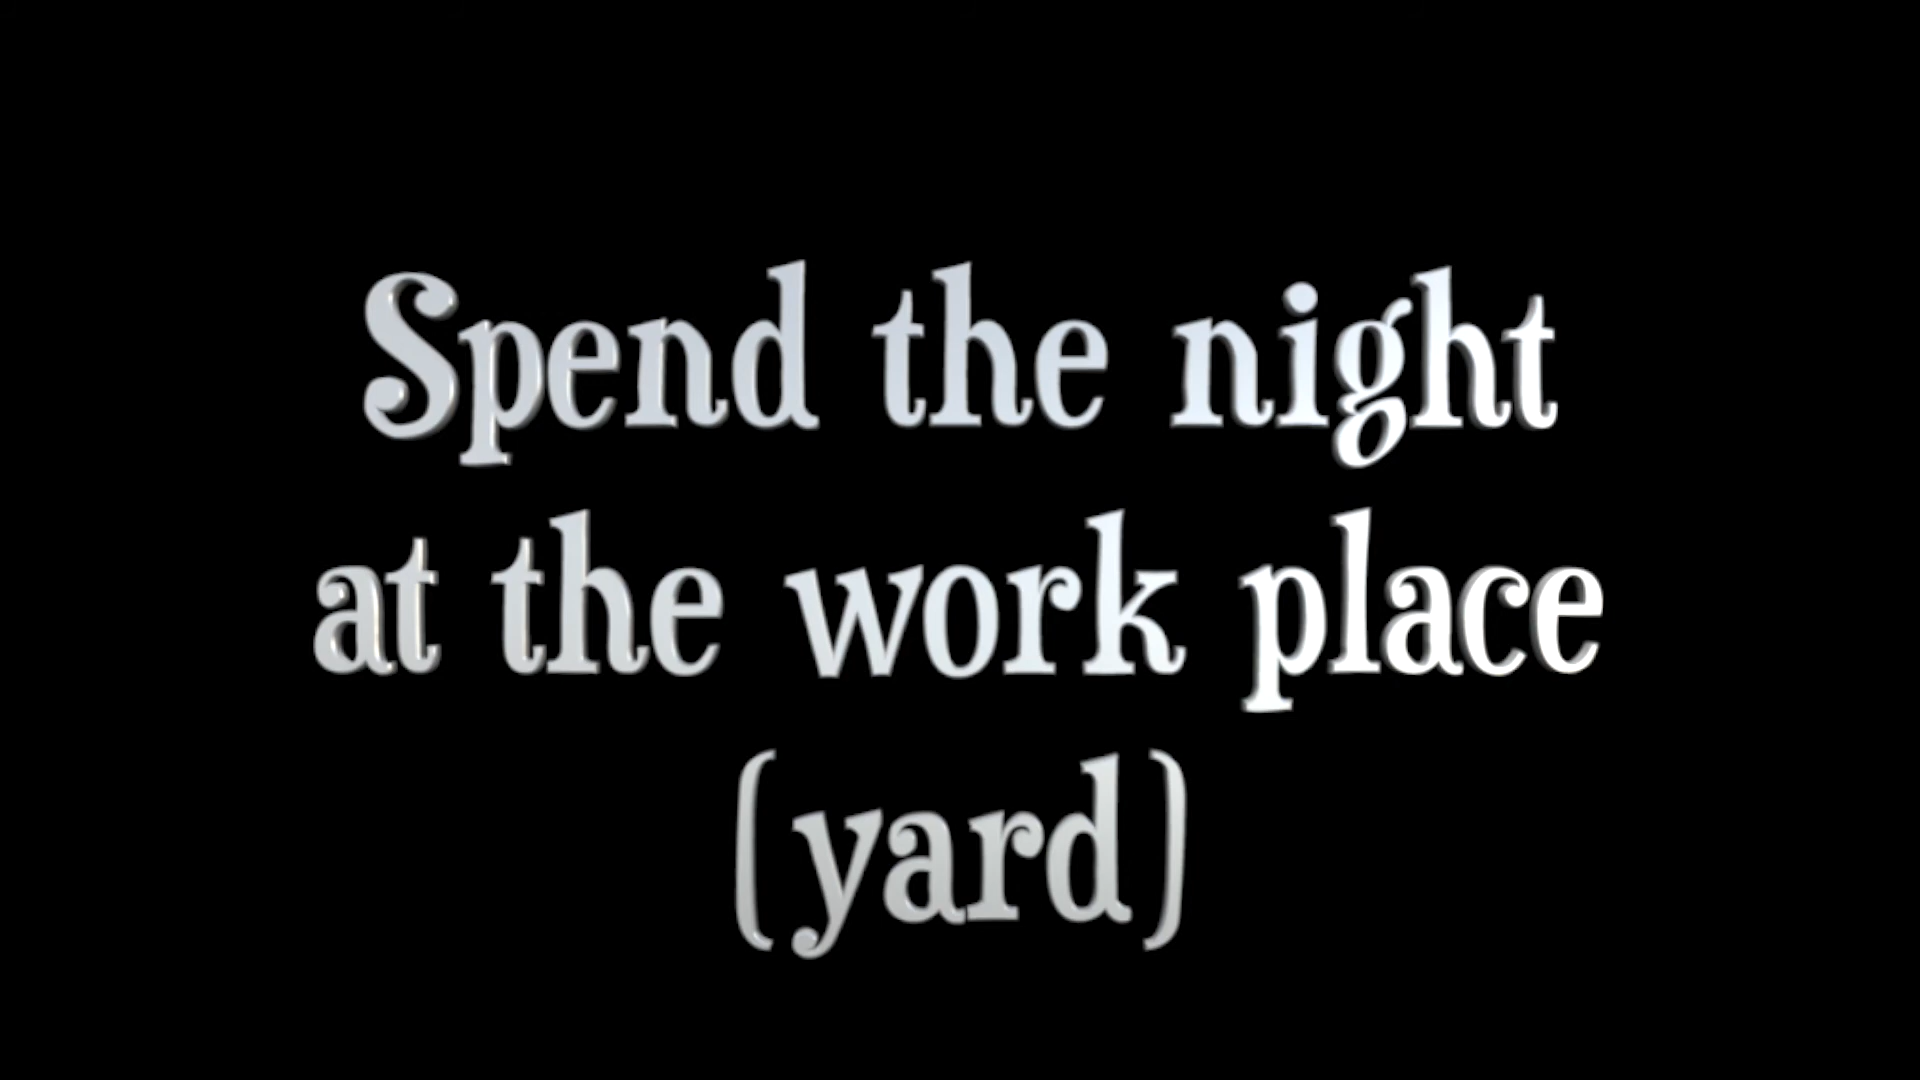 Spend the night
at the work place
(yard)